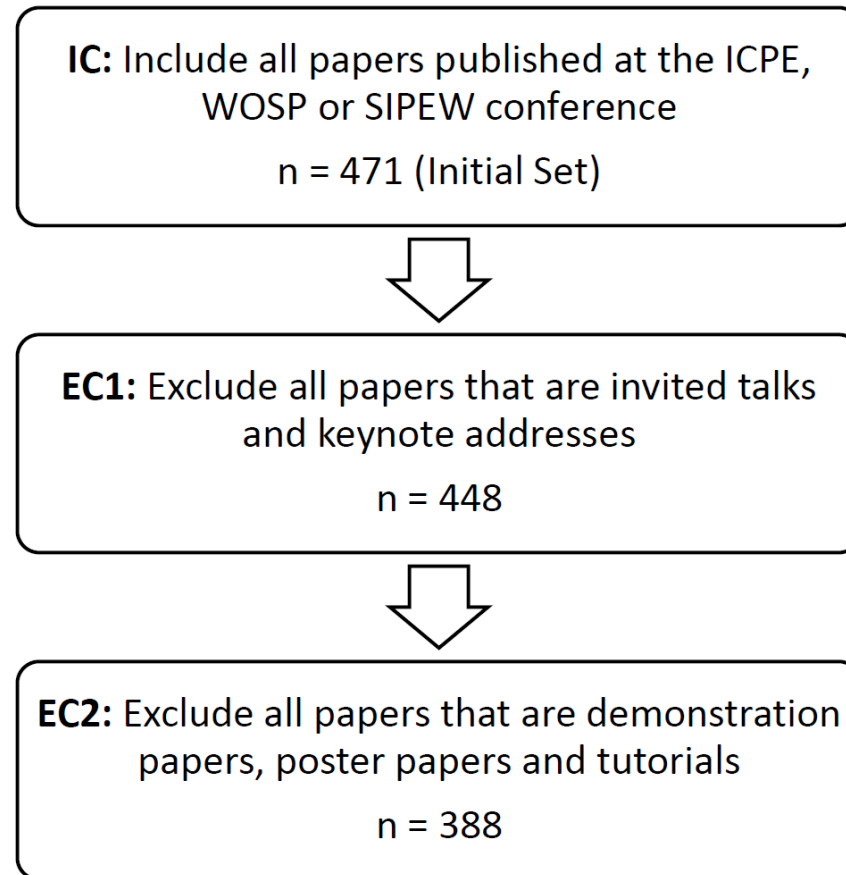 IC: Include all papers published at the ICPE,
WOSP or SIPEW conference
n = 471 (Initial Set)
EC1: Exclude all papers that are invited talks
and keynote addresses
n = 448
EC2: Exclude all papers that are demonstration
papers, poster papers and tutorials
n = 388